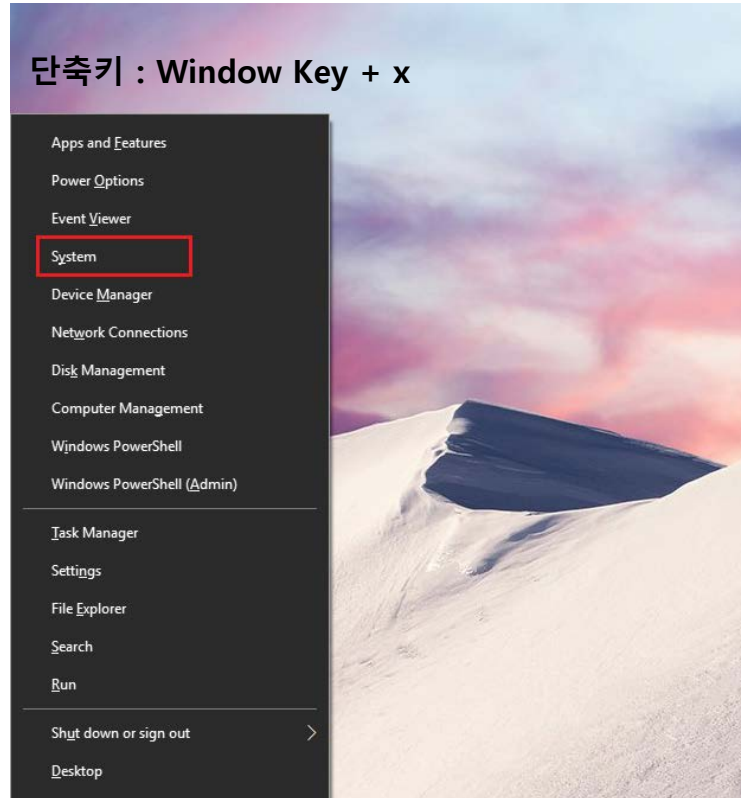 단축키 : Window Key + x
Apps and Features
Power Options
Event Viewer
System
Device Manager
Network Connections
Disk Management
Computer Management
Windows PowerShell
Windows PowerShell (Admin)
Task Manager
Settings
File Explorer
Search
Run
Shut down or sign out
Desktop